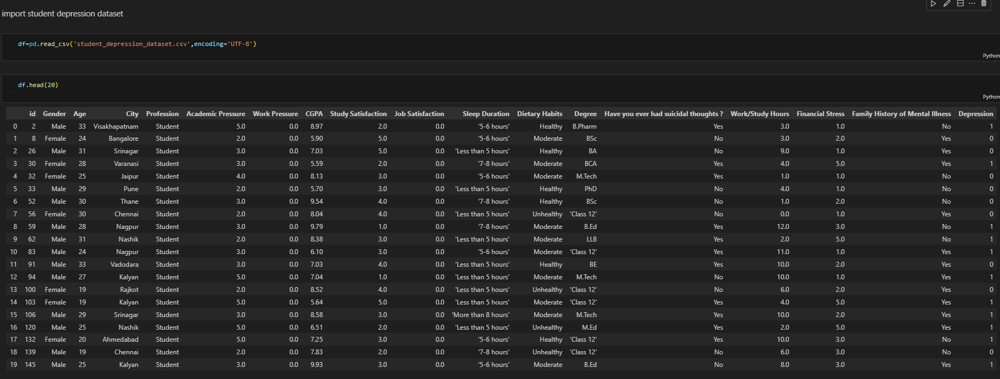 import student depression dataset
df=pd.read_csv('student_depression_dataset.csv',encoding='UTF-8')
Python
df.head(20)
Python
id Gender Age City Profession Academic Pressure Work Pressure CGPA Study Satisfaction Job Satisfaction Sleep Duration Dietary Habits Degree Have you ever had suicidal thoughts ? Work/Study Hours Financial Stress Family History of Mental Illness Depression
0 2 Male 33 Visakhapatnam Student 5.0 0.0 8.97 2.0 0.0 '5-6 hours' Healthy B.Pharm Yes 3.0 1.0 No 1
1 8 Female 24 Bangalore Student 2.0 0.0 5.90 5.0 0.0 '5-6 hours' Moderate BSc No 3.0 2.0 Yes 0
2 26 Male 31 Srinagar Student 3.0 0.0 7.03 5.0 0.0 'Less than 5 hours' Healthy BA No 9.0 1.0 Yes 0
3 30 Female 28 Varanasi Student 3.0 0.0 5.59 2.0 0.0 '7-8 hours' Moderate BCA Yes 4.0 5.0 Yes 1
4 32 Female 25 Jaipur Student 4.0 0.0 8.13 3.0 0.0 '5-6 hours' Moderate M.Tech Yes 1.0 1.0 No 0
5 33 Male 29 Pune Student 2.0 0.0 5.70 3.0 0.0 'Less than 5 hours' Healthy PhD No 4.0 1.0 No 0
6 52 Male 30 Thane Student 3.0 0.0 9.54 4.0 0.0 '7-8 hours' Healthy BSc No 1.0 2.0 No 0
7 56 Female 30 Chennai Student 2.0 0.0 8.04 4.0 0.0 'Less than 5 hours' Unhealthy 'Class 12' No 0.0 1.0 Yes 0
8 59 Male 28 Nagpur Student 3.0 0.0 9.79 1.0 0.0 '7-8 hours' Moderate B.Ed Yes 12.0 3.0 No 1
9 62 Male 31 Nashik Student 2.0 0.0 8.38 3.0 0.0 'Less than 5 hours' Moderate LLB Yes 2.0 5.0 No 1
10 83 Male 24 Nagpur Student 3.0 0.0 6.10 3.0 0.0 '5-6 hours' Moderate 'Class 12' Yes 11.0 1.0 Yes 1
11 91 Male 33 Vadodara Student 3.0 0.0 7.03 4.0 0.0 'Less than 5 hours' Healthy BE Yes 10.0 2.0 Yes 0
12 94 Male 27 Kalyan Student 5.0 0.0 7.04 1.0 0.0 'Less than 5 hours' Moderate M.Tech No 10.0 1.0 Yes 1
13 100 Female 19 Rajkot Student 2.0 0.0 8.52 4.0 0.0 'Less than 5 hours' Unhealthy 'Class 12' No 6.0 2.0 Yes 0
14 103 Female 19 Kalyan Student 5.0 0.0 5.64 5.0 0.0 'Less than 5 hours' Moderate 'Class 12' Yes 4.0 5.0 Yes 1
15 106 Male 29 Srinagar Student 3.0 0.0 8.58 3.0 0.0 'More than 8 hours' Moderate M.Tech Yes 10.0 2.0 Yes 1
16 120 Male 25 Nashik Student 5.0 0.0 6.51 2.0 0.0 'Less than 5 hours' Unhealthy M.Ed Yes 2.0 5.0 Yes 1
17 132 Female 20 Ahmedabad Student 5.0 0.0 7.25 3.0 0.0 '5-6 hours' Healthy 'Class 12' Yes 10.0 3.0 No 1
18 139 Male 19 Chennai Student 2.0 0.0 7.83 2.0 0.0 '7-8 hours' Unhealthy 'Class 12' No 6.0 3.0 No 0
19 145 Male 25 Kalyan Student 3.0 0.0 9.93 3.0 0.0 '5-6 hours' Moderate B.Ed No 8.0 3.0 Yes 1